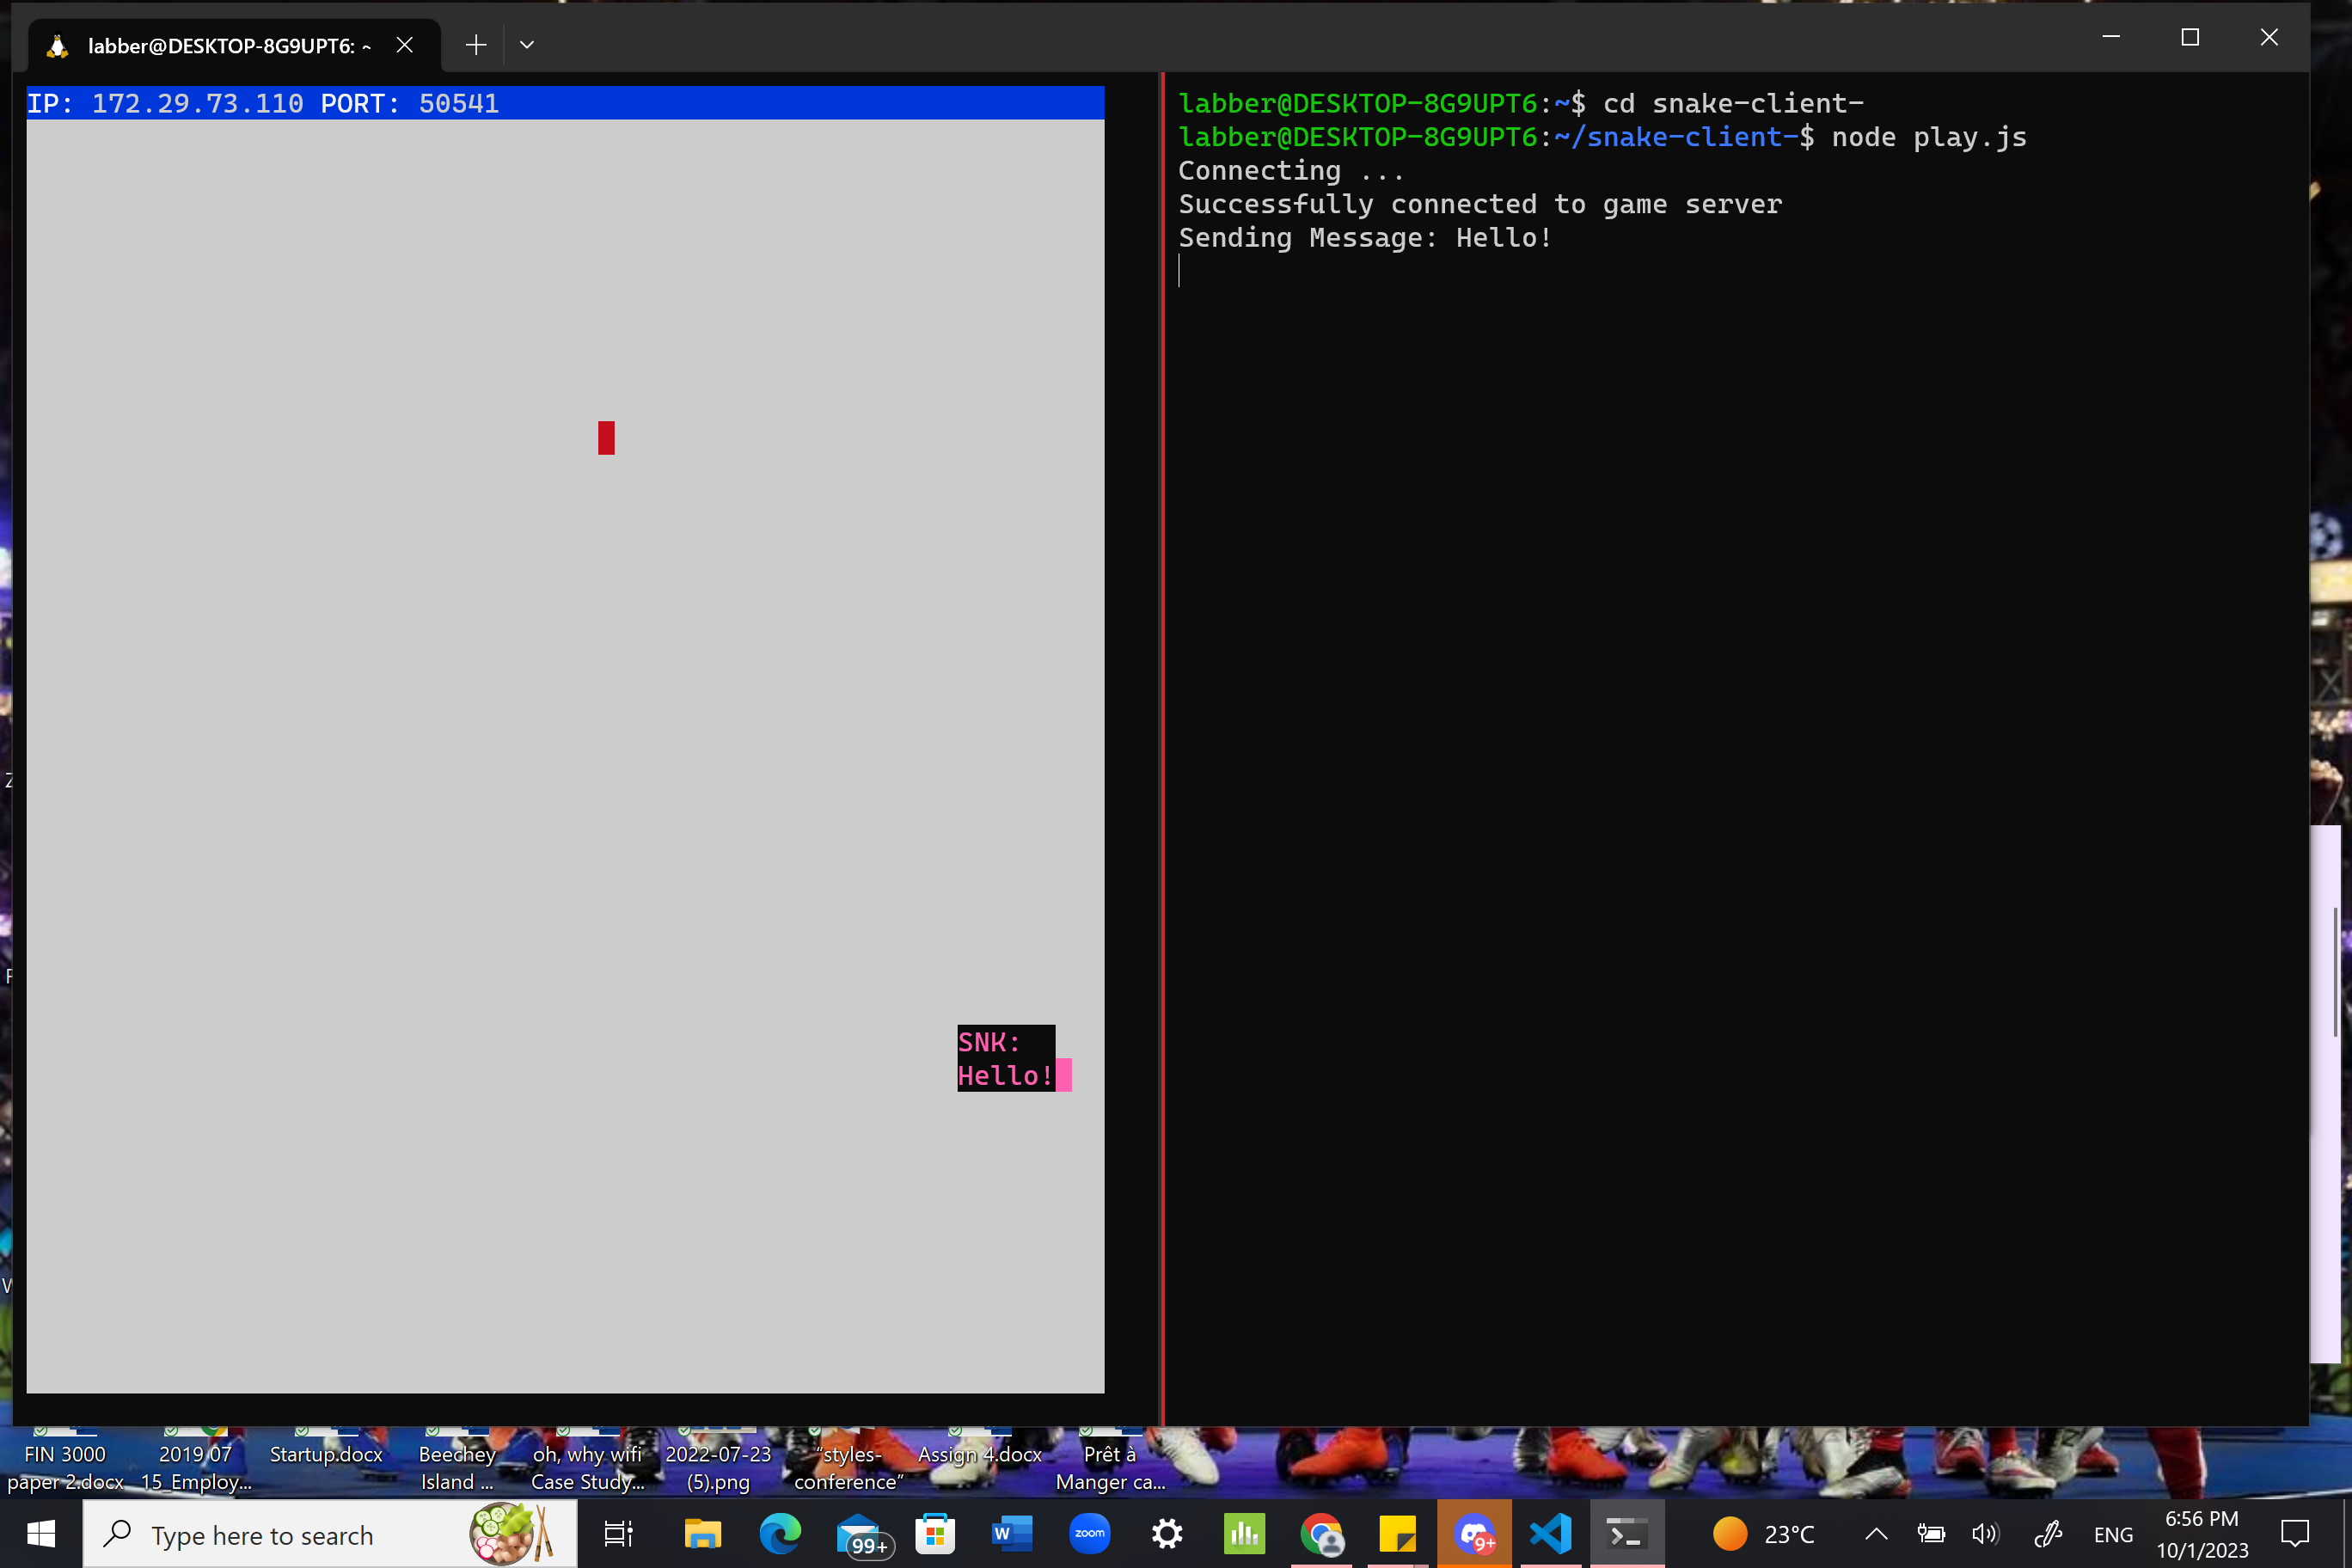 labber@DESKTOP-8G9UPT6: ~
IP: 172.29.73.110 PORT: 50541
SNK:
Hello!
labber@DESKTOP-8G9UPT6:~$ cd snake-client-
labber@DESKTOP-8G9UPT6:~/snake-client-$ node play.js
Connecting ...
Successfully connected to game server
Sending Message: Hello!
FIN 3000
paper 2.docx
2019 07
15_Employ...
Startup.docx
Beechey
Island ...
oh, why wifi
Case Study...
2022-07-23
(5).png
“styles-
conference”
Assign 4.docx
Prêt à
Manger ca...
Type here to search
99+
W
zoom
9+
23°C
ENG
6:56 PM
10/1/2023